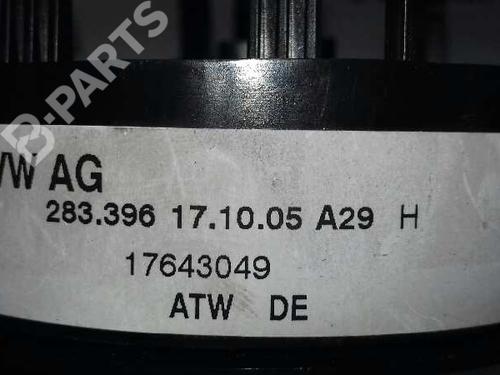 B-PARTS
VW AG
283.396 17.10.05 A29 H
17643049
ATW DE